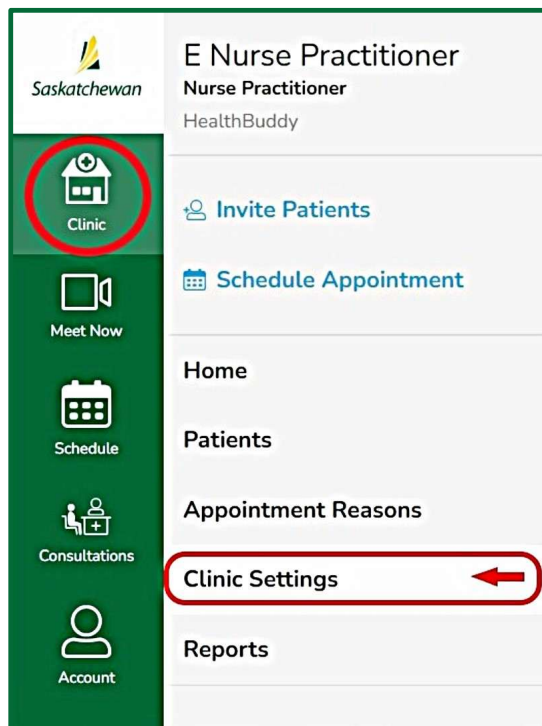 Saskatchewan
Clinic
Meet Now
Schedule
Consultations
Account
E Nurse Practitioner
Nurse Practitioner
HealthBuddy
Invite Patients
Schedule Appointment
Home
Patients
Appointment Reasons
Clinic Settings
Reports